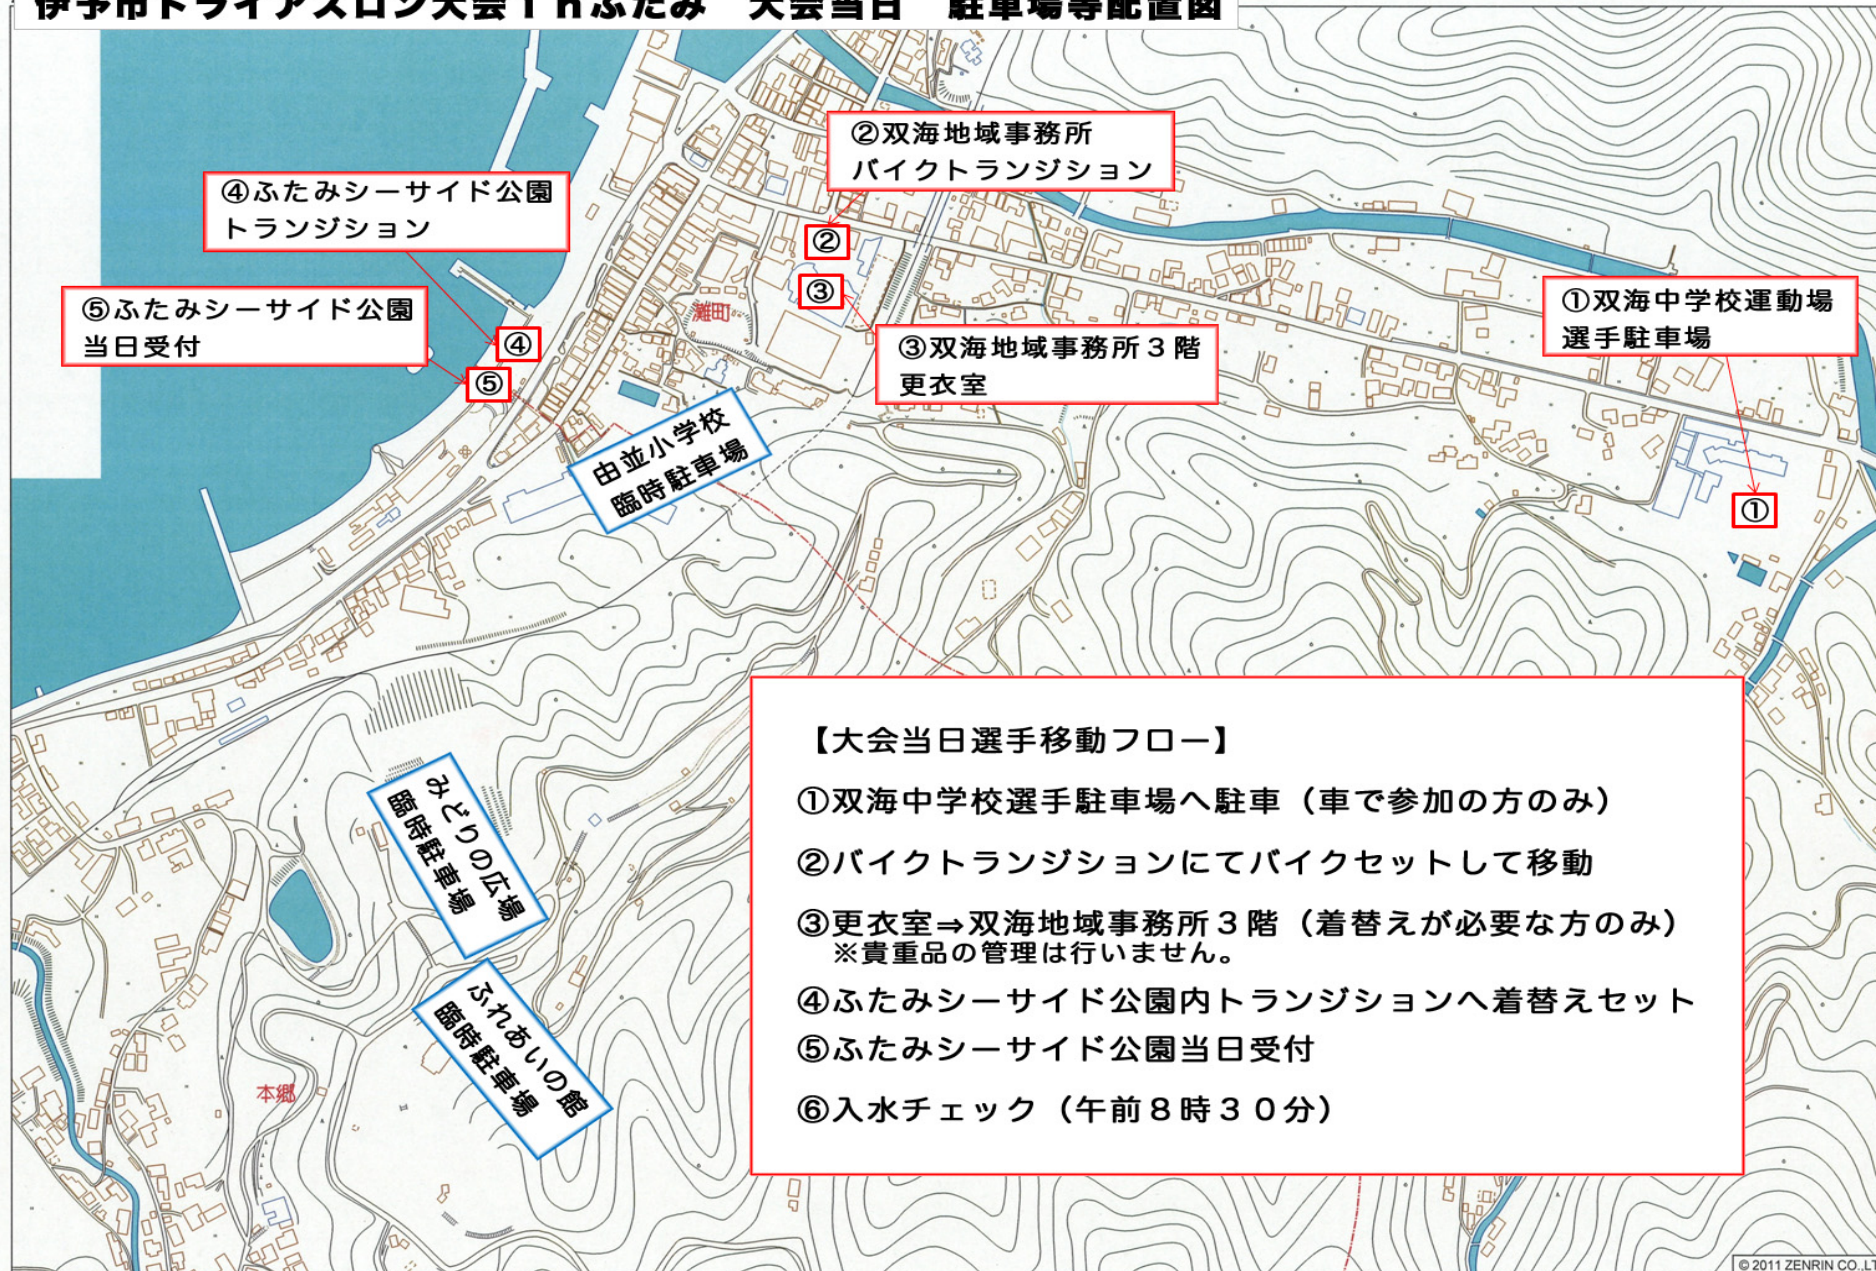 伊予市トライアスロン大会ｉｎふたみ　大会当日　駐車場等配置図
②双海地域事務所
バイクトランジション
④ふたみシーサイド公園
トランジション
②
③
⑤ふたみシーサイド公園
当日受付
④
⑤
灘町
①双海中学校運動場
選手駐車場
③双海地域事務所３階
更衣室
由並小学校
臨時駐車場
①
みどりの広場
臨時駐車場
ふれあいの館
臨時駐車場
本郷
【大会当日選手移動フロー】
①双海中学校選手駐車場へ駐車（車で参加の方のみ）
②バイクトランジションにてバイクセットして移動
③更衣室⇒双海地域事務所３階（着替えが必要な方のみ）
※貴重品の管理は行いません。
④ふたみシーサイド公園内トランジションへ着替えセット
⑤ふたみシーサイド公園当日受付
⑥入水チェック（午前８時３０分）
© 2011 ZENRIN CO.,L